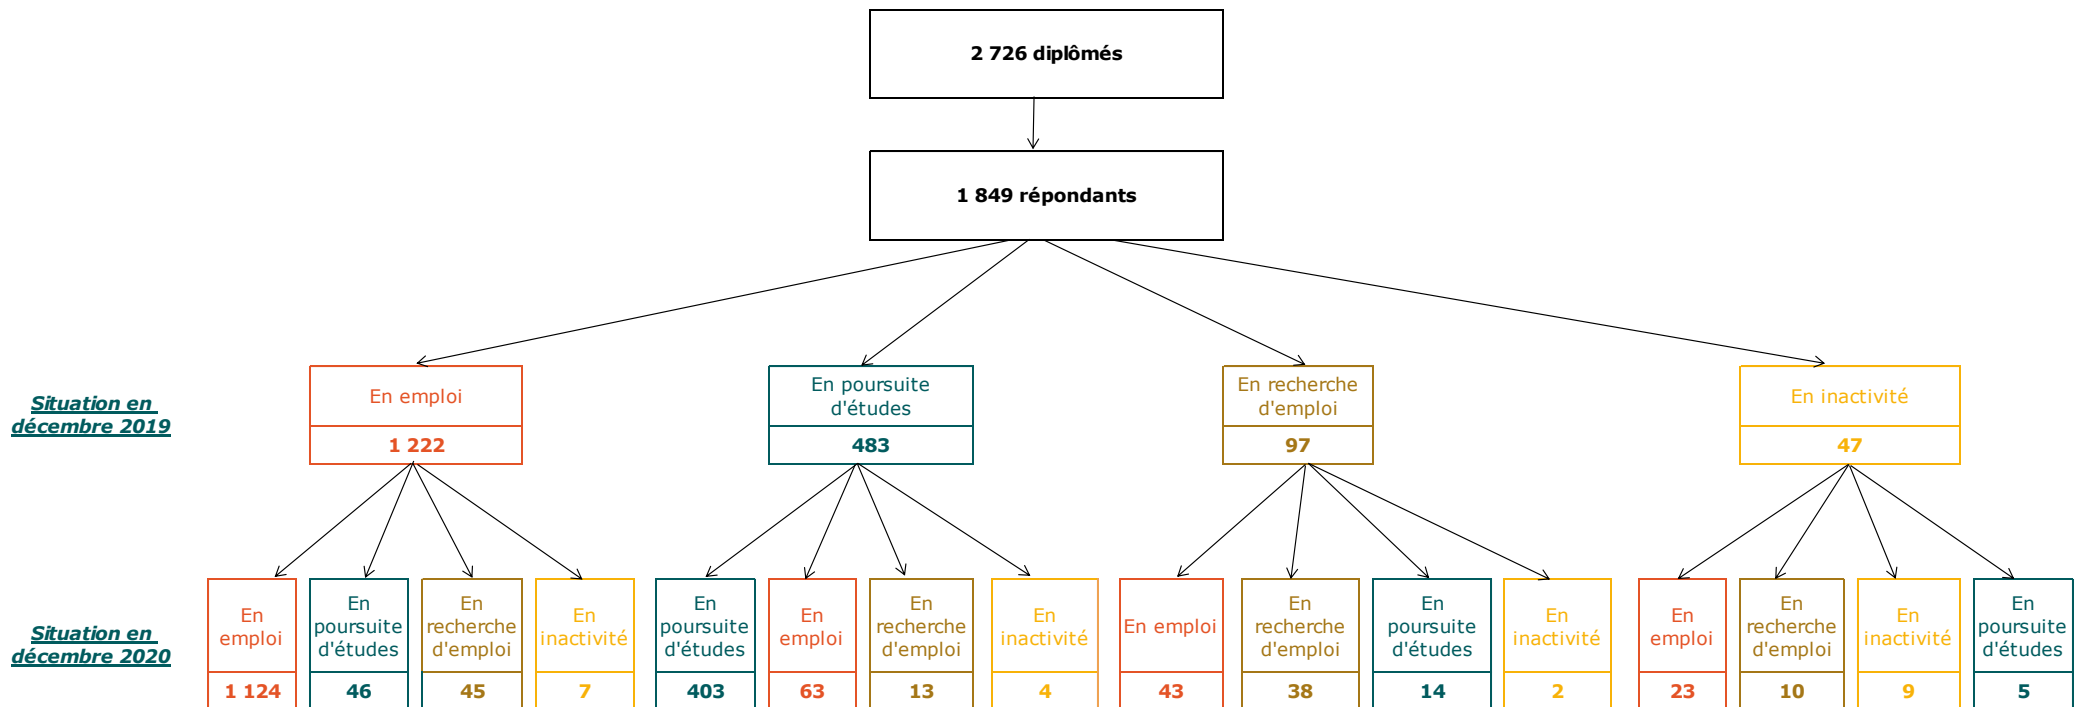 2 726 diplômés
1 849 répondants
Situation en
décembre 2019
En emploi
1 222
En poursuite
d'études
483
En recherche
d'emploi
97
En inactivité
47
Situation en
décembre 2020
En
emploi
1 124
En
poursuite
d'études
46
En
recherche
d'emploi
45
En
inactivité
7
En
poursuite
d'études
403
En
emploi
63
En
recherche
d'emploi
13
En
inactivité
4
En emploi
43
En
recherche
d'emploi
38
En
poursuite
d'études
14
En
inactivité
2
En
emploi
23
En
recherche
d'emploi
10
En
inactivité
9
En
poursuite
d'études
5